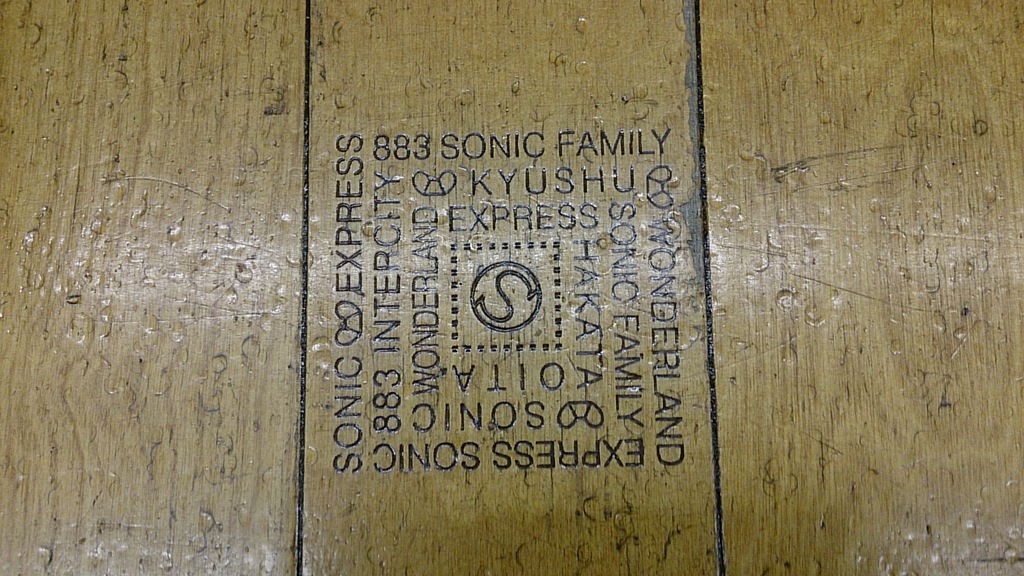 883 SONIC FAMILY
WONDERLAND
EXPRESS SONIC
SONIC EXPRESS
883 INTERCITY
KYUSHU
SONIC FAMILY
SONIC
WONDERLAND
EXPRESS
HAKATA
OITA
S